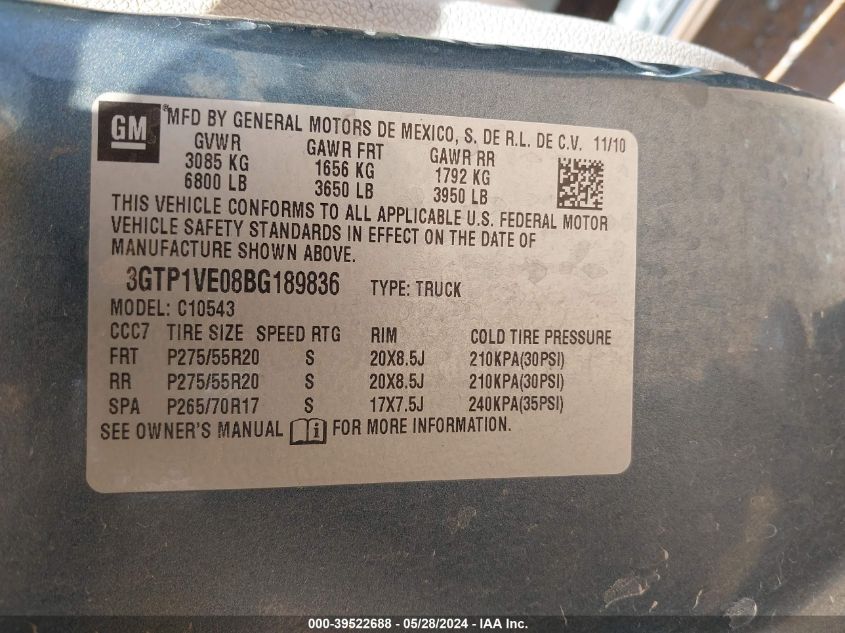 GM ®MFD BY GENERAL MOTORS DE MEXICO, S. DE R.L. DE C.V. 11/10
GVWR GAWR FRT GAWR RR
3085 KG 1656 KG 1792 KG
6800 LB 3650 LB 3950 LB
THIS VEHICLE CONFORMS TO ALL APPLICABLE U.S. FEDERAL MOTOR
VEHICLE SAFETY STANDARDS IN EFFECT ON THE DATE OF
MANUFACTURE SHOWN ABOVE.
3GTP1VE08BG189836 TYPE: TRUCK
MODEL: C10543
CCC7 TIRE SIZE SPEED RTG RIM COLD TIRE PRESSURE
FRT P275/55R20 S 20X8.5J 210KPA(30PSI)
RR P275/55R20 S 20X8.5J 210KPA(30PSI)
SPA P265/70R17 S 17X7.5J 240KPA(35PSI)
SEE OWNER'S MANUAL i FOR MORE INFORMATION.
000-39522688 - 05/28/2024 - IAA Inc.